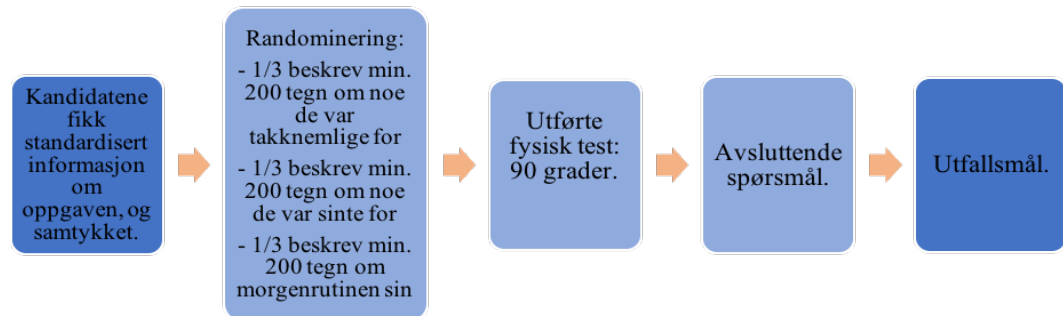 Kandidatene
fikk
standardisert
informasjon
om
oppgaven, og
samtykket.
Randominering:
- 1/3 beskrev min.
200 tegn om noe
de var
takknemlige for
- 1/3 beskrev min.
200 tegn om noe
de var sinte for
- 1/3 beskrev min.
200 tegn om
morgenrutinen sin
Utførte
fysisk test:
90 grader.
Avsluttende
spørsmål.
Utfallsmål.